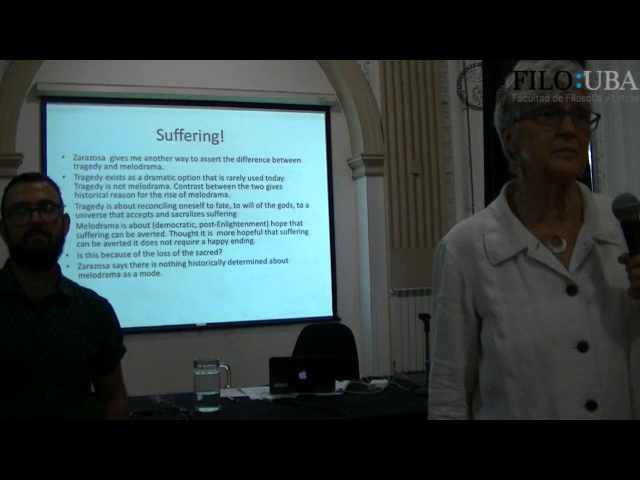 FILO:UBA
Facultad de Filosofía y Letras
Suffering!
• Zarazosa gives me another way to assert the difference between
tragedy and melodrama.
• Tragedy exists as a dramatic option that is rarely used today.
Tragedy is not melodrama. Contrast between the two gives
historical reason for the rise of melodrama.
• Tragedy is about reconciling oneself to fate, to will of the gods, to a
universe that accepts and sacralizes suffering
Melodrama is about (democratic, post-Enlightenment) hope that
suffering can be averted. Thought it is more hopeful that suffering
can be averted it does not require a happy ending.
• Is this because of the loss of the sacred?
• Zarazosa says there is nothing historically determined about
melodrama as a mode.